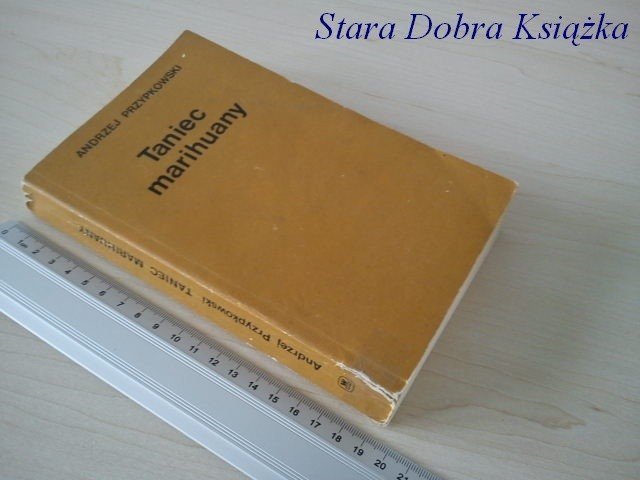 Stara Dobra Książka
ANDRZEJ PRZYPKOWSKI
Taniec
marihuany
Andrzej Przypkowski TANIEC MARIHUANY
0 1cm 2 3 4 5 6 7 8 9 10 11 12 13 14 15 16 17 18 19 20 21